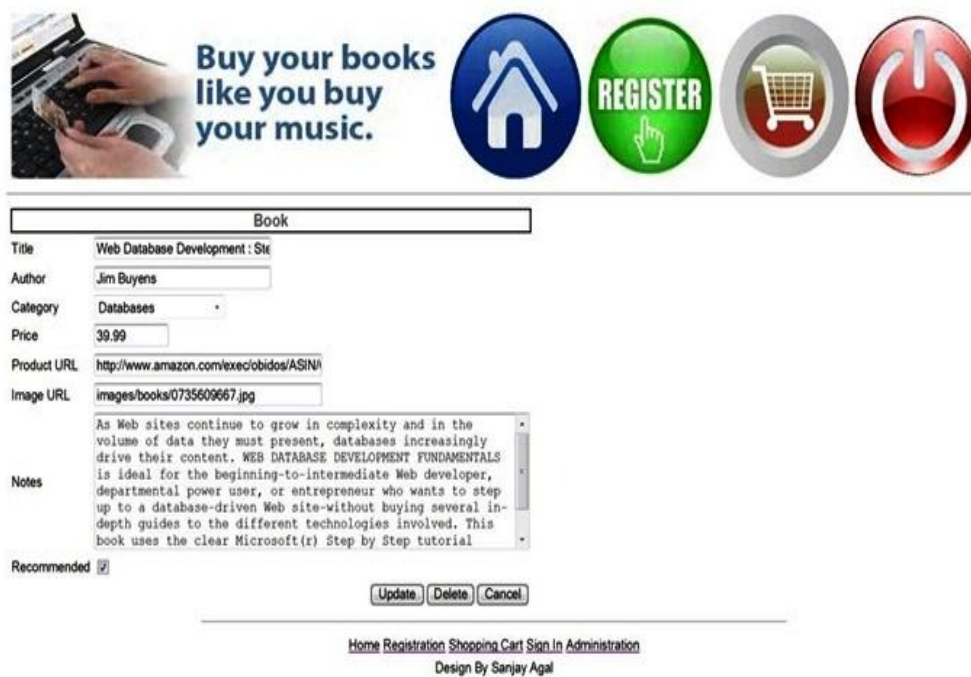 Buy your books
like you buy
your music.
REGISTER
Book
Title Web Database Development : Ste
Author Jim Buyens
Category Databases
Price 39.99
Product URL http://www.amazon.com/exec/obidos/ASIN/
Image URL images/books/0735609667.jpg
Notes
As Web sites continue to grow in complexity and in the
volume of data they must present, databases increasingly
drive their content. WEB DATABASE DEVELOPMENT FUNDAMENTALS
is ideal for the beginning-to-intermediate Web developer,
departmental power user, or entrepreneur who wants to step
up to a database-driven Web site-without buying several in-
depth guides to the different technologies involved. This
book uses the clear Microsoft(r) Step by Step tutorial
Recommended
Update Delete Cancel
Home Registration Shopping Cart Sign In Administration
Design By Sanjay Agal